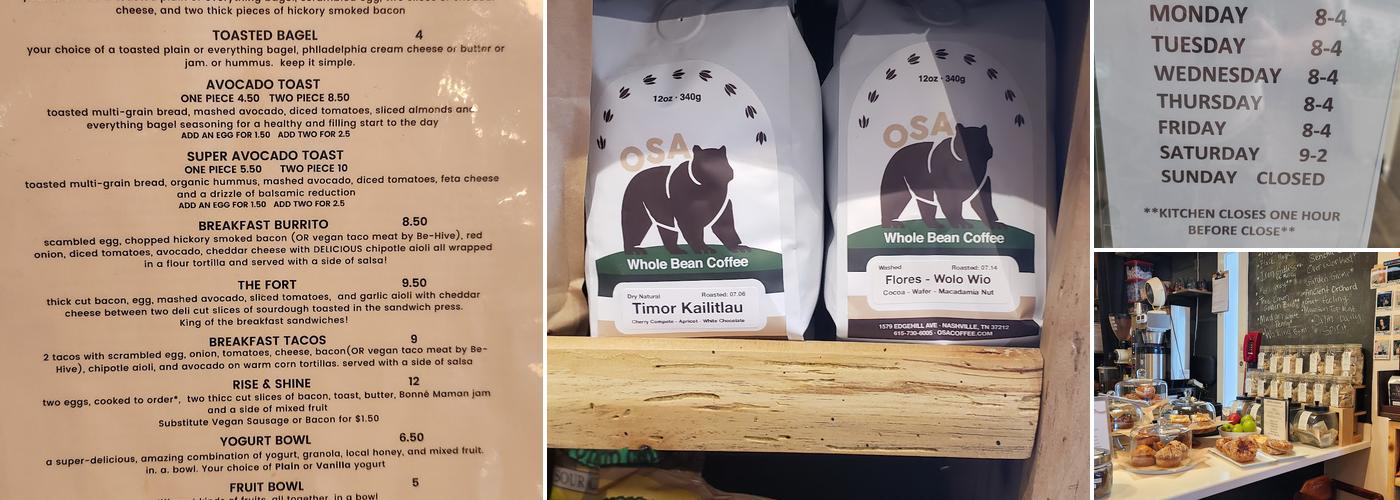 cheese, and two thick pieces of hickory smoked bacon
TOASTED BAGEL 4
your choice of a toasted plain or everything bagel, philadelphia cream cheese or butter or
jam. or hummus. keep it simple.
AVOCADO TOAST
ONE PIECE 4.50 TWO PIECE 8.50
toasted multi-grain bread, mashed avocado, diced tomatoes, sliced almonds and
everything bagel seasoning for a healthy and filling start to the day
ADD AN EGG FOR 1.50 ADD TWO FOR 2.5
SUPER AVOCADO TOAST
ONE PIECE 5.50 TWO PIECE 10
toasted multi-grain bread, organic hummus, mashed avocado, diced tomatoes, feta cheese
and a drizzle of balsamic reduction
ADD AN EGG FOR 1.50 ADD TWO FOR 2.5
BREAKFAST BURRITO 8.50
scambled egg, chopped hickory smoked bacon (OR vegan taco meat by Be-Hive), red
onion, diced tomatoes, avocado, cheddar cheese with DELICIOUS chipotle aioli all wrapped
in a flour tortilla and served with a side of salsa!
THE FORT 9.50
thick cut bacon, egg, mashed avocado, sliced tomatoes, and garlic aioli with cheddar
cheese between two deli cut slices of sourdough toasted in the sandwich press.
King of the breakfast sandwiches!
BREAKFAST TACOS 9
2 tacos with scrambled egg, onion, tomatoes, cheese, bacon(OR vegan taco meat by Be-
Hive), chipotle aioli, and avocado on warm corn tortillas. served with a side of salsa
RISE & SHINE 12
two eggs, cooked to order*, two thicc cut slices of bacon, toast, butter, Bonné Maman jam
and a side of mixed fruit
Substitute Vegan Sausage or Bacon for $1.50
YOGURT BOWL 6.50
a super-delicious, amazing combination of yogurt, granola, local honey, and mixed fruit.
in. a. bowl. Your choice of Plain or Vanilla yogurt
FRUIT BOWL 5
kinds of fruits, all together, in a bowl
12oz · 340g
OSA
Whole Bean Coffee
Dry Natural Roasted: 07.06
Timor Kailitlau
Cherry Compote - Apricot - White Chocolate
12oz · 340g
OSA
Whole Bean Coffee
Washed Roasted: 07.14
Flores - Wolo Wio
Cocoa - Wafer - Macadamia Nut
1579 EDGEHILL AVE · NASHVILLE, TN 37212
615-730-6005 · OSACOFFEE.COM
SOUR
MONDAY 8-4
TUESDAY 8-4
WEDNESDAY 8-4
THURSDAY 8-4
FRIDAY 8-4
SATURDAY 9-2
SUNDAY CLOSED
**KITCHEN CLOSES ONE HOUR
BEFORE CLOSE**